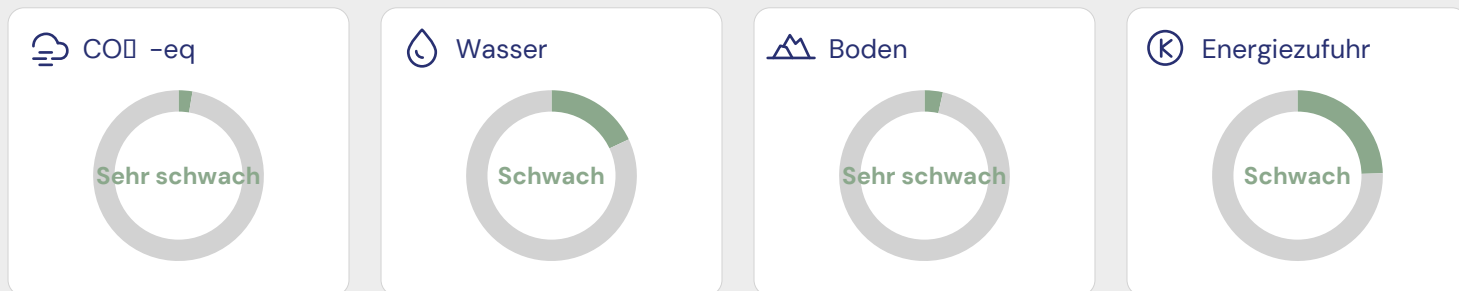 CO▯ -eq
Sehr schwach
Wasser
Schwach
Boden
Sehr schwach
Energiezufuhr
Schwach